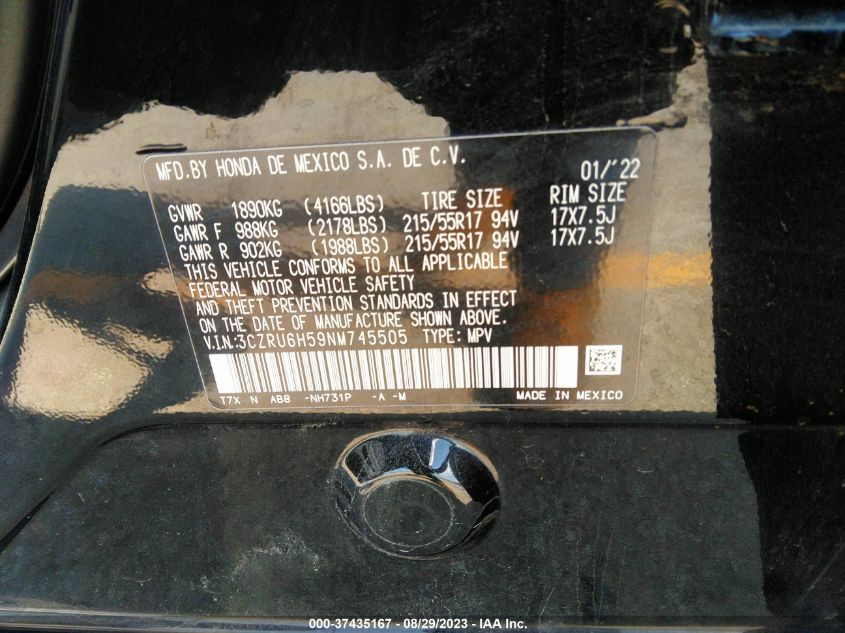 MFD.BY HONDA DE MEXICO S.A. DE C.V. 01/'22
GVWR 1890KG (4166LBS) TIRE SIZE RIM SIZE
GAWR F 988KG (2178LBS) 215/55R17 94V 17X7.5J
GAWR R 902KG (1988LBS) 215/55R17 94V 17X7.5J
THIS VEHICLE CONFORMS TO ALL APPLICABLE
FEDERAL MOTOR VEHICLE SAFETY
AND THEFT PREVENTION STANDARDS IN EFFECT
ON THE DATE OF MANUFACTURE SHOWN ABOVE.
V.IN:3CZRU6H59NM745505 TYPE: MPV
T7X N AB8 -NH731P -A -M MADE IN MEXICO
000-37435167 - 08/29/2023 - IAA Inc.